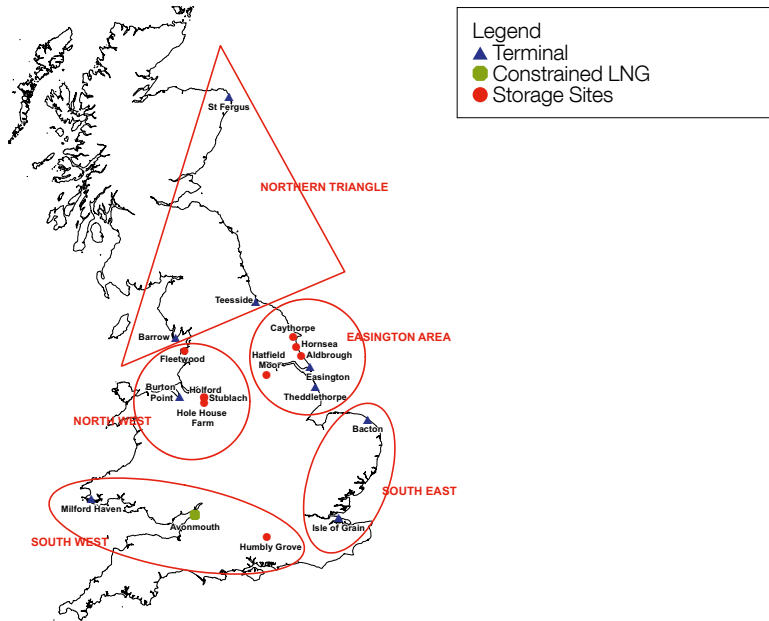 Legend
Terminal
Constrained LNG
Storage Sites
St Fergus
NORTHERN TRIANGLE
Teesside
Barrow
Fleetwood
Caythorpe
EASINGTON AREA
Hornsea
Aldbrough
Hatfield
Moor
Easington
Theddlethorpe
Burton
Point
Holford
Stublach
Hole House
Farm
NORTH WEST
Bacton
SOUTH EAST
Isle of Grain
Milford Haven
Avonmouth
SOUTH WEST
Humbly Grove